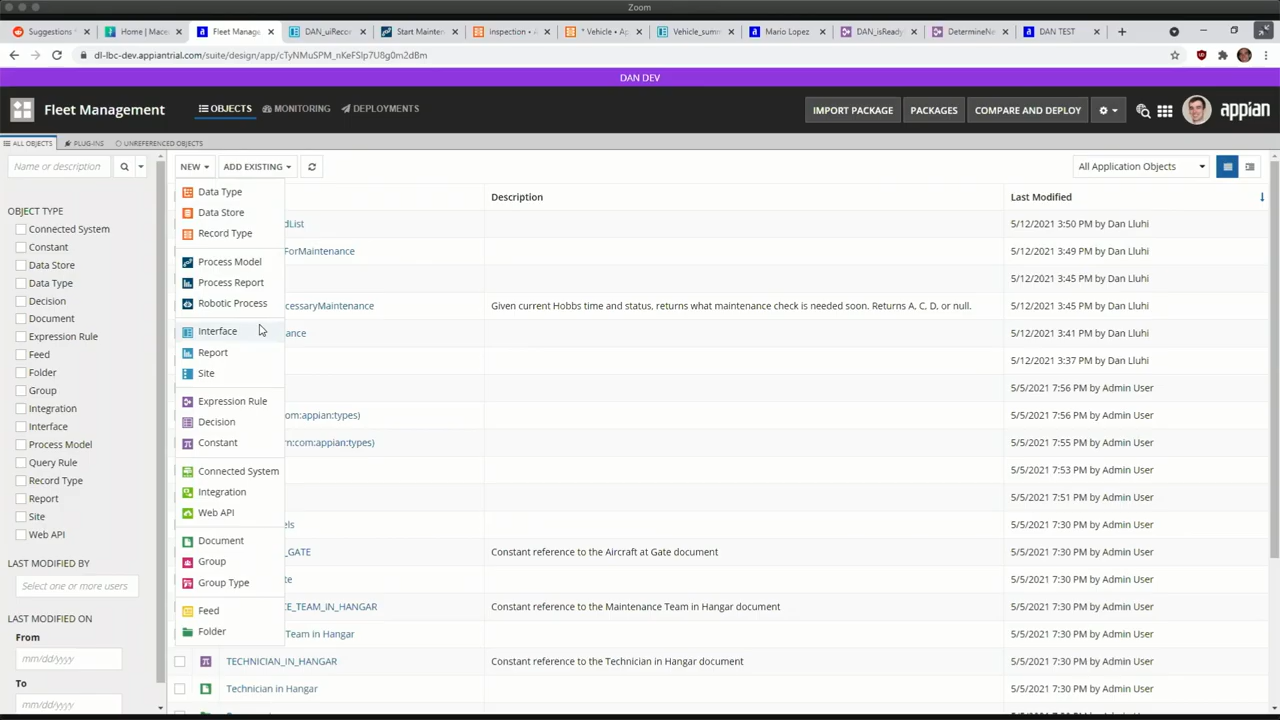 Zoom
Suggestions
Home | Mace
Fleet Manag
DAN_uiRecor
Start Mainten
inspection • A
* Vehicle • Ap
Vehicle_summ
Mario Lopez
DAN_isReady
DetermineNe
DAN TEST
dl-lbc-dev.appiantrial.com/suite/design/app/cTyNMuSPM_nKeFSlp7U8g0m2dBm
DAN DEV
Fleet Management
OBJECTS
MONITORING
DEPLOYMENTS
IMPORT PACKAGE
PACKAGES
COMPARE AND DEPLOY
appian
ALL OBJECTS
PLUG-INS
UNREFERENCED OBJECTS
Name or description
NEW
ADD EXISTING
All Application Objects
OBJECT TYPE
Connected System
Constant
Data Store
Data Type
Decision
Document
Expression Rule
Feed
Folder
Group
Integration
Interface
Process Model
Query Rule
Record Type
Report
Site
Web API
LAST MODIFIED BY
Select one or more users
LAST MODIFIED ON
From
mm/dd/yyyy
To
mm/dd/yyyy
Data Type
Data Store
Record Type
Process Model
Process Report
Robotic Process
Interface
Report
Site
Expression Rule
Decision
Constant
Connected System
Integration
Web API
Document
Group
Group Type
Feed
Folder
Description
Last Modified
dList
5/12/2021 3:50 PM by Dan Lluhi
ForMaintenance
5/12/2021 3:49 PM by Dan Lluhi
5/12/2021 3:45 PM by Dan Lluhi
cessaryMaintenance
Given current Hobbs time and status, returns what maintenance check is needed soon. Returns A, C, D, or null.
5/12/2021 3:45 PM by Dan Lluhi
ance
5/12/2021 3:41 PM by Dan Lluhi
5/12/2021 3:37 PM by Dan Lluhi
5/5/2021 7:56 PM by Admin User
com:appian:types)
5/5/2021 7:56 PM by Admin User
n:com:appian:types)
5/5/2021 7:55 PM by Admin User
5/5/2021 7:53 PM by Admin User
5/5/2021 7:51 PM by Admin User
els
5/5/2021 7:30 PM by Admin User
_GATE
Constant reference to the Aircraft at Gate document
5/5/2021 7:30 PM by Admin User
te
5/5/2021 7:30 PM by Admin User
CE_TEAM_IN_HANGAR
Constant reference to the Maintenance Team in Hangar document
5/5/2021 7:30 PM by Admin User
Team in Hangar
5/5/2021 7:30 PM by Admin User
TECHNICIAN_IN_HANGAR
Constant reference to the Technician in Hangar document
5/5/2021 7:30 PM by Admin User
Technician in Hangar
5/5/2021 7:30 PM by Admin User